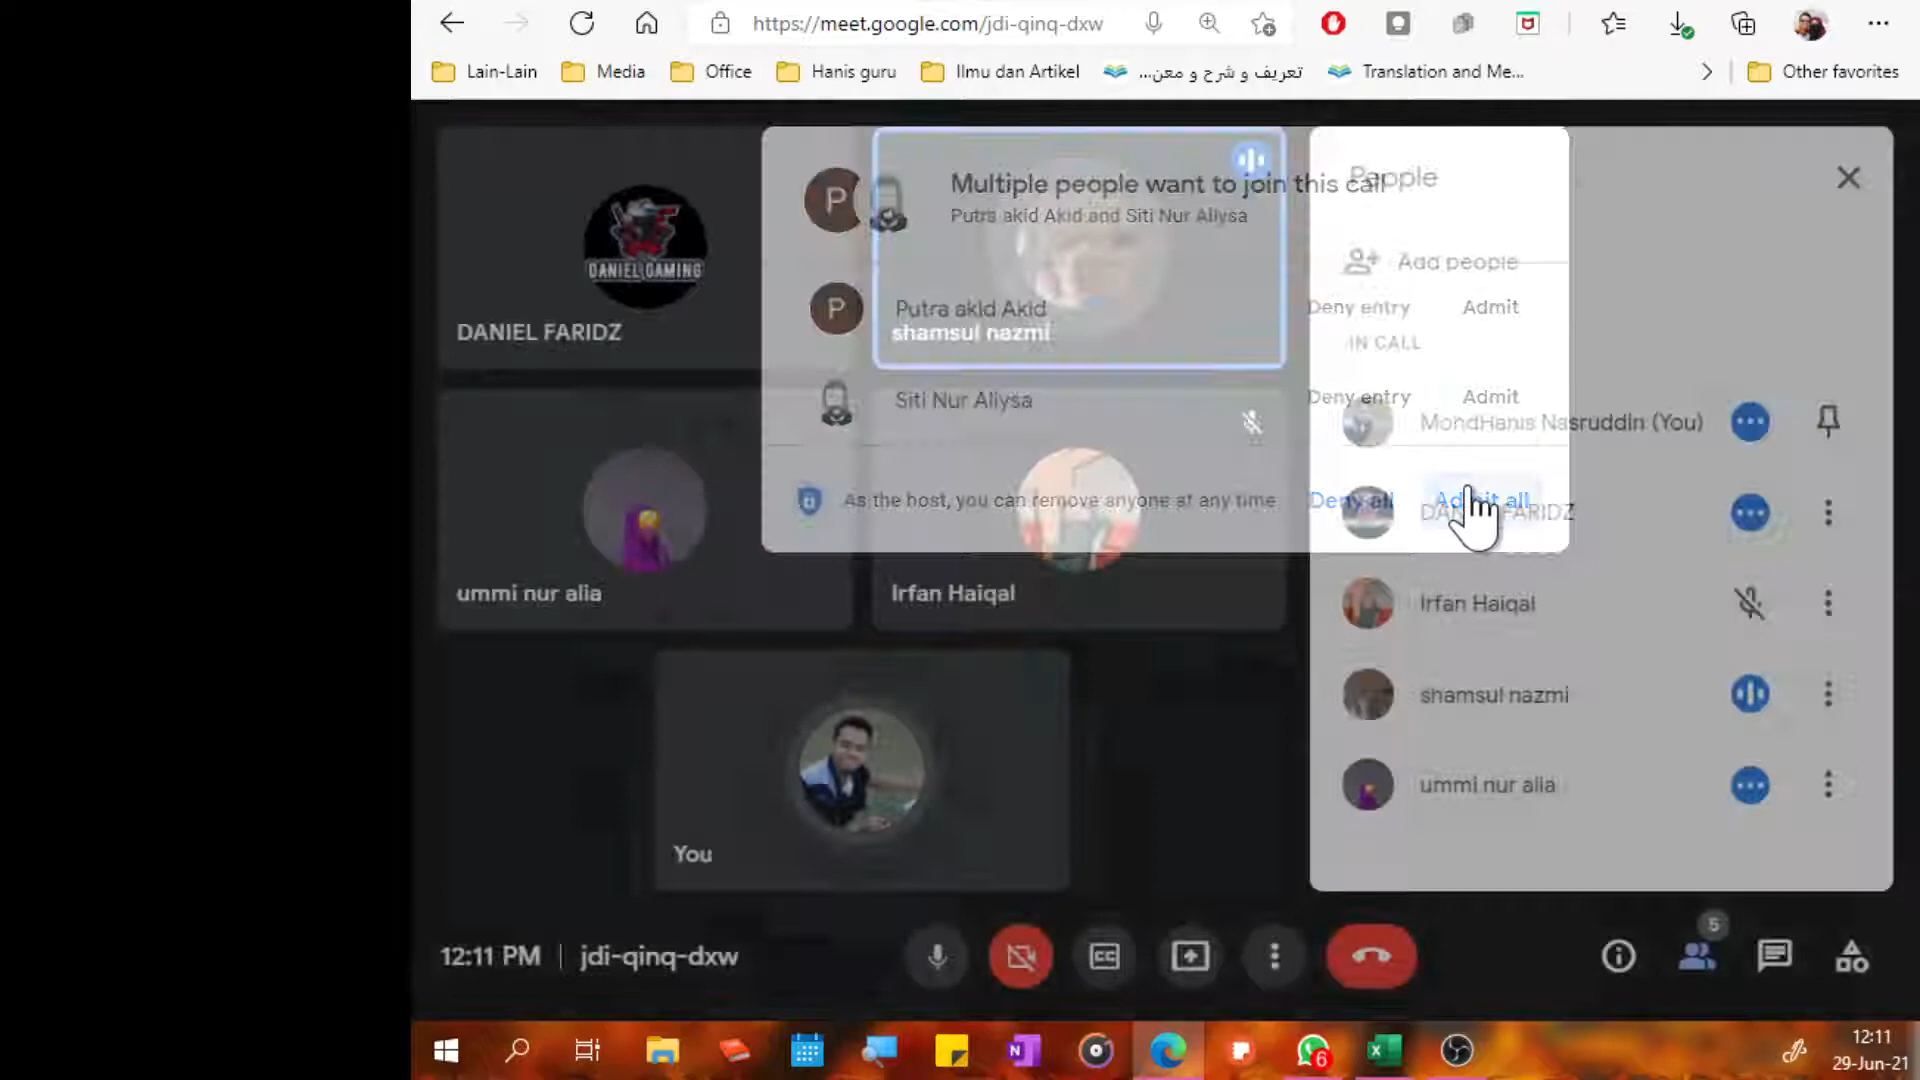 https://meet.google.com/jdi-qinq-dxw
Lain-Lain
Media
Office
Hanis guru
Ilmu dan Artikel
تعريف و شرح و معن...
Translation and Me...
Other favorites
DANIEL GAMING
DANIEL FARIDZ
P
Multiple people want to join this call
Putra akid Akid and Siti Nur Aliysa
P
Putra akid Akid
Deny entry
Admit
shamsul nazmi
Siti Nur Aliysa
Deny entry
Admit
As the host, you can remove anyone at any time
Deny all
Admit all
ummi nur alia
Irfan Haiqal
You
People
Add people
IN CALL
MohdHanis Nasruddin (You)
DANIEL FARIDZ
Irfan Haiqal
shamsul nazmi
ummi nur alia
12:11 PM
jdi-qinq-dxw
CC
5
N
6
X
12:11
29-Jun-21